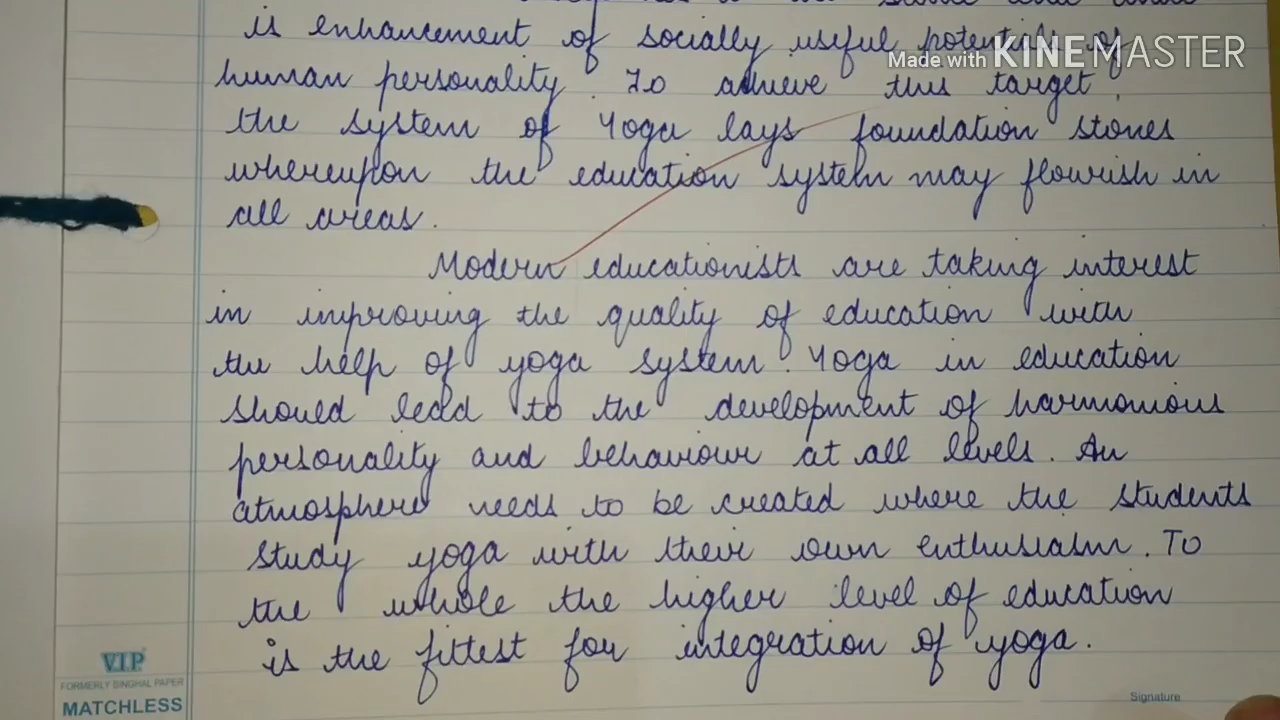 is enhancement of socially useful potentials of
Made with KINEMASTER
human personality. To achieve this target,
the system of Yoga lays foundation stones
whereupon the education system may flourish in
all areas.
Modern educationists are taking interest
in improving the quality of education with
the help of yoga system. Yoga in education
should lead to the development of harmonious
personality and behaviour at all levels. An
atmosphere needs to be created where the students
study yoga with their own enthusiasm. To
the whole the higher level of education
is the fittest for integration of yoga.
V.I.P.
FORMERLY SINGHAL PAPER
MATCHLESS
Signature